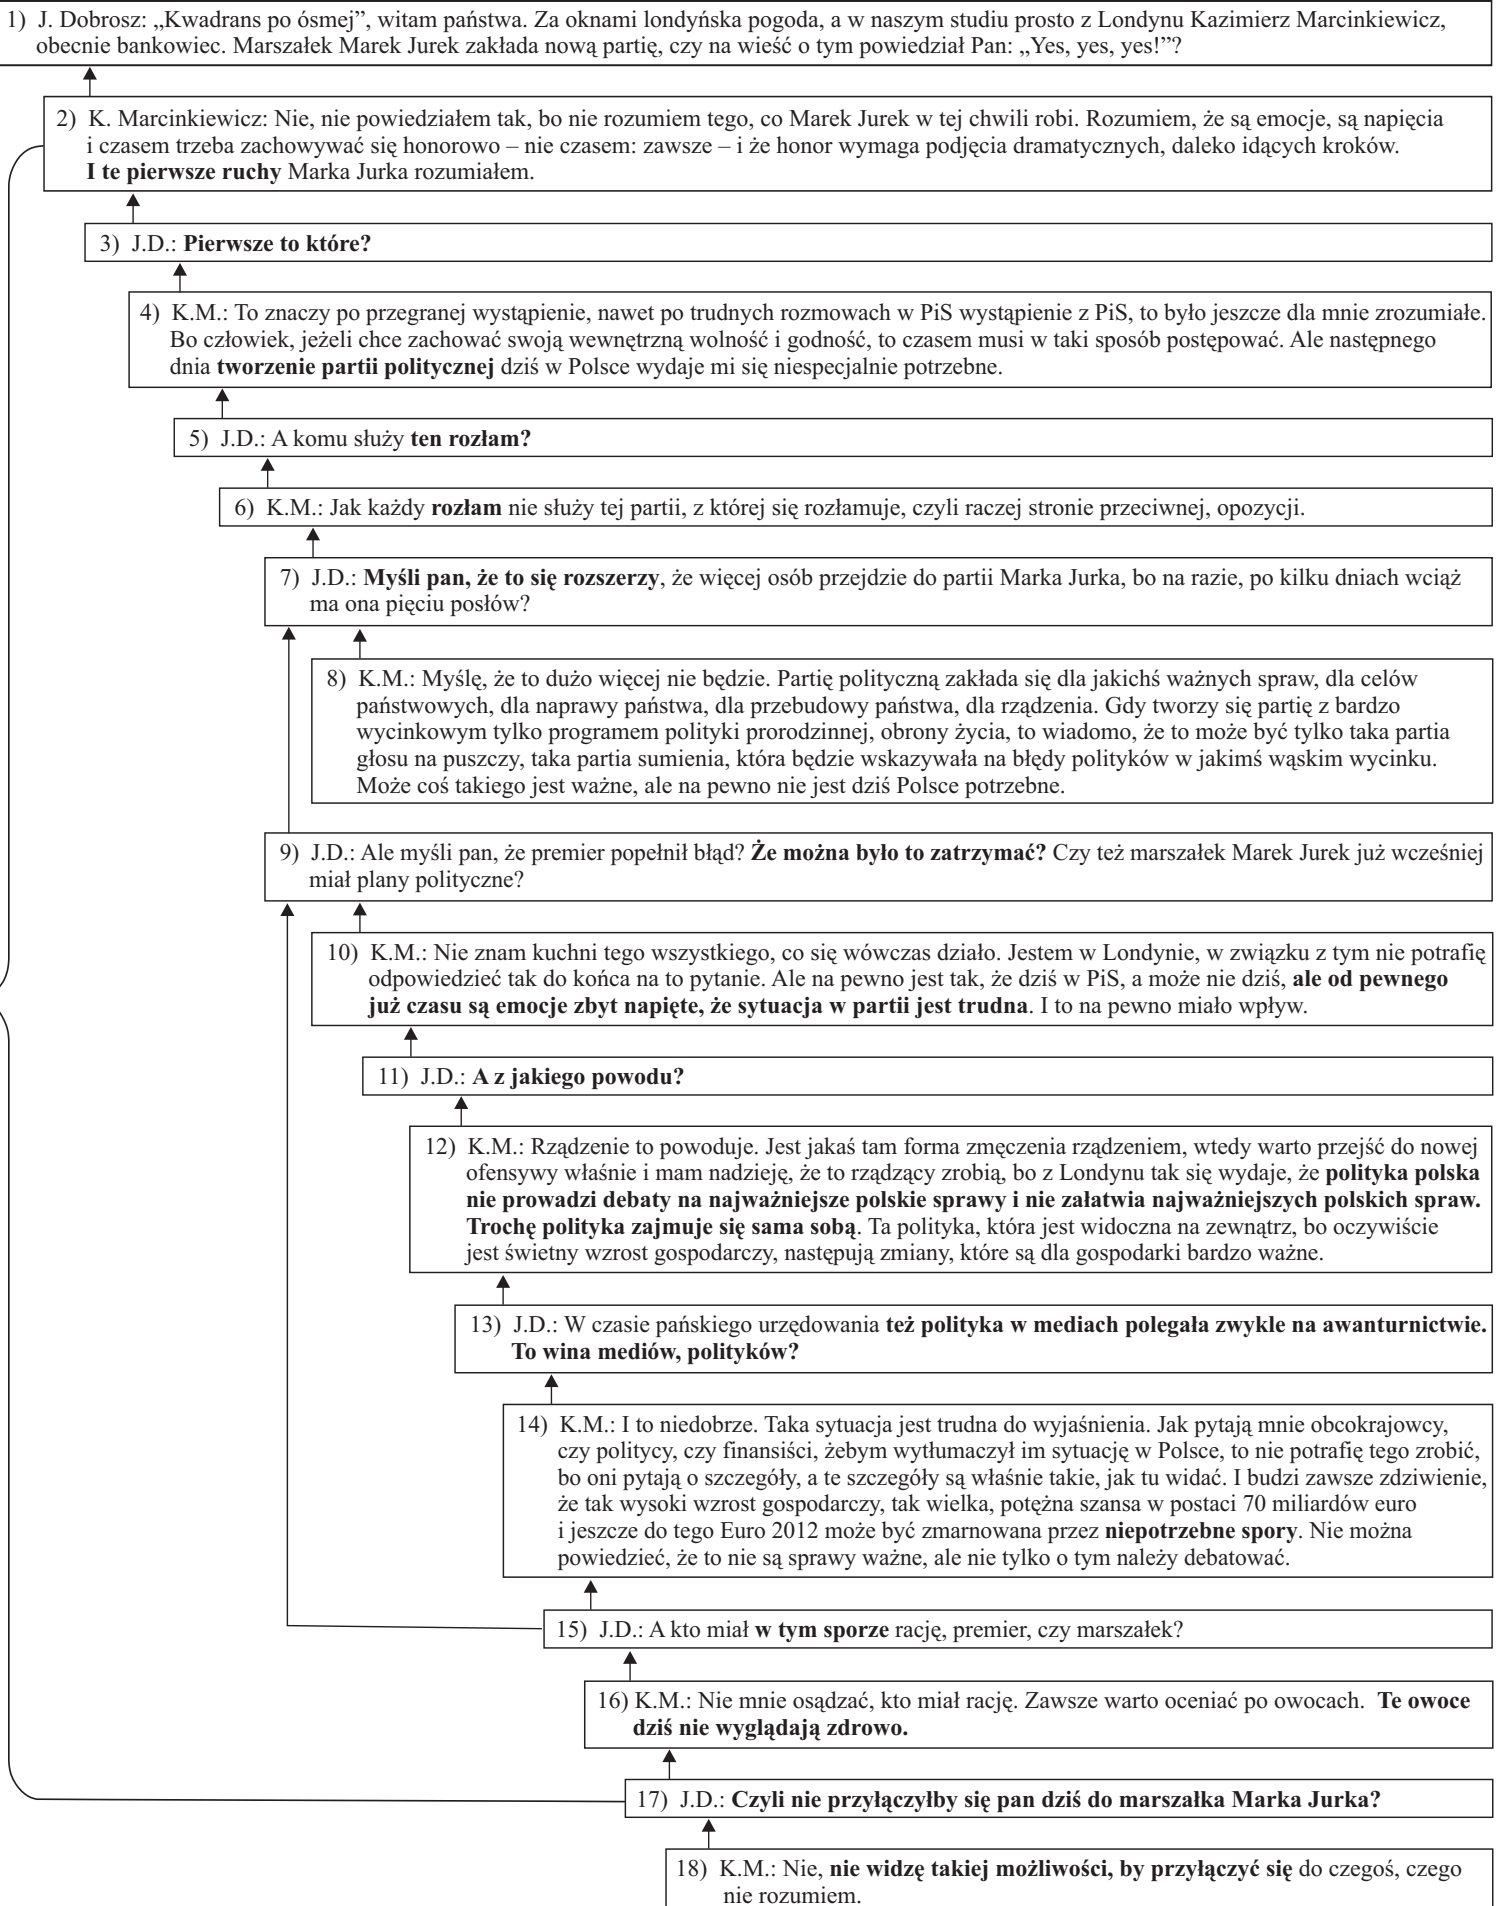 1) J. Dobrosz: „Kwadrans po ósmej”, witam państwa. Za oknami londyńska pogoda, a w naszym studiu prosto z Londynu Kazimierz Marcinkiewicz,
obecnie bankowiec. Marszałek Marek Jurek zakłada nową partię, czy na wieść o tym powiedział Pan: „Yes, yes, yes!”?
2) K. Marcinkiewicz: Nie, nie powiedziałem tak, bo nie rozumiem tego, co Marek Jurek w tej chwili robi. Rozumiem, że są emocje, są napięcia
i czasem trzeba zachowywać się honorowo – nie czasem: zawsze – i że honor wymaga podjęcia dramatycznych, daleko idących kroków.
I te pierwsze ruchy Marka Jurka rozumiałem.
3) J.D.: Pierwsze to które?
4) K.M.: To znaczy po przegranej wystąpienie, nawet po trudnych rozmowach w PiS wystąpienie z PiS, to było jeszcze dla mnie zrozumiałe.
Bo człowiek, jeżeli chce zachować swoją wewnętrzną wolność i godność, to czasem musi w taki sposób postępować. Ale następnego
dnia tworzenie partii politycznej dziś w Polsce wydaje mi się niespecjalnie potrzebne.
5) J.D.: A komu służy ten rozłam?
6) K.M.: Jak każdy rozłam nie służy tej partii, z której się rozłamuje, czyli raczej stronie przeciwnej, opozycji.
7) J.D.: Myśli pan, że to się rozszerzy, że więcej osób przejdzie do partii Marka Jurka, bo na razie, po kilku dniach wciąż
ma ona pięciu posłów?
8) K.M.: Myślę, że to dużo więcej nie będzie. Partię polityczną zakłada się dla jakichś ważnych spraw, dla celów
państwowych, dla naprawy państwa, dla przebudowy państwa, dla rządzenia. Gdy tworzy się partię z bardzo
wycinkowym tylko programem polityki prorodzinnej, obrony życia, to wiadomo, że to może być tylko taka partia
głosu na puszczy, taka partia sumienia, która będzie wskazywała na błędy polityków w jakimś wąskim wycinku.
Może coś takiego jest ważne, ale na pewno nie jest dziś Polsce potrzebne.
9) J.D.: Ale myśli pan, że premier popełnił błąd? Że można było to zatrzymać? Czy też marszałek Marek Jurek już wcześniej
miał plany polityczne?
10) K.M.: Nie znam kuchni tego wszystkiego, co się wówczas działo. Jestem w Londynie, w związku z tym nie potrafię
odpowiedzieć tak do końca na to pytanie. Ale na pewno jest tak, że dziś w PiS, a może nie dziś, ale od pewnego
już czasu są emocje zbyt napięte, że sytuacja w partii jest trudna. I to na pewno miało wpływ.
11) J.D.: A z jakiego powodu?
12) K.M.: Rządzenie to powoduje. Jest jakaś tam forma zmęczenia rządzeniem, wtedy warto przejść do nowej
ofensywy właśnie i mam nadzieję, że to rządzący zrobią, bo z Londynu tak się wydaje, że polityka polska
nie prowadzi debaty na najważniejsze polskie sprawy i nie załatwia najważniejszych polskich spraw.
Trochę polityka zajmuje się sama sobą. Ta polityka, która jest widoczna na zewnątrz, bo oczywiście
jest świetny wzrost gospodarczy, następują zmiany, które są dla gospodarki bardzo ważne.
13) J.D.: W czasie pańskiego urzędowania też polityka w mediach polegała zwykle na awanturnictwie.
To wina mediów, polityków?
14) K.M.: I to niedobrze. Taka sytuacja jest trudna do wyjaśnienia. Jak pytają mnie obcokrajowcy,
czy politycy, czy finansiści, żebym wytłumaczył im sytuację w Polsce, to nie potrafię tego zrobić,
bo oni pytają o szczegóły, a te szczegóły są właśnie takie, jak tu widać. I budzi zawsze zdziwienie,
że tak wysoki wzrost gospodarczy, tak wielka, potężna szansa w postaci 70 miliardów euro
i jeszcze do tego Euro 2012 może być zmarnowana przez niepotrzebne spory. Nie można
powiedzieć, że to nie są sprawy ważne, ale nie tylko o tym należy debatować.
15) J.D.: A kto miał w tym sporze rację, premier, czy marszałek?
16) K.M.: Nie mnie osądzać, kto miał rację. Zawsze warto oceniać po owocach. Te owoce
dziś nie wyglądają zdrowo.
17) J.D.: Czyli nie przyłączyłby się pan dziś do marszałka Marka Jurka?
18) K.M.: Nie, nie widzę takiej możliwości, by przyłączyć się do czegoś, czego
nie rozumiem.